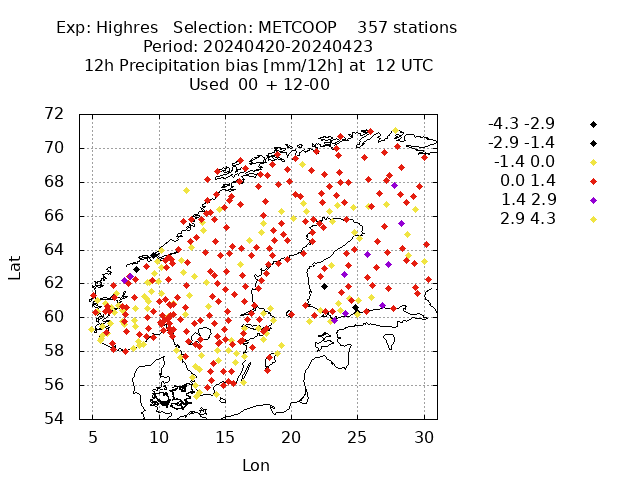 Exp: Highres   Selection: METCOOP    357 stations
Period: 20240420-20240423
12h Precipitation bias [mm/12h] at  12 UTC
Used  00  + 12-00
72
70
68
66
64
62
60
58
56
54
Lat
5 10 15 20 25 30
Lon
-4.3 -2.9
-2.9 -1.4
-1.4 0.0
0.0 1.4
1.4 2.9
2.9 4.3